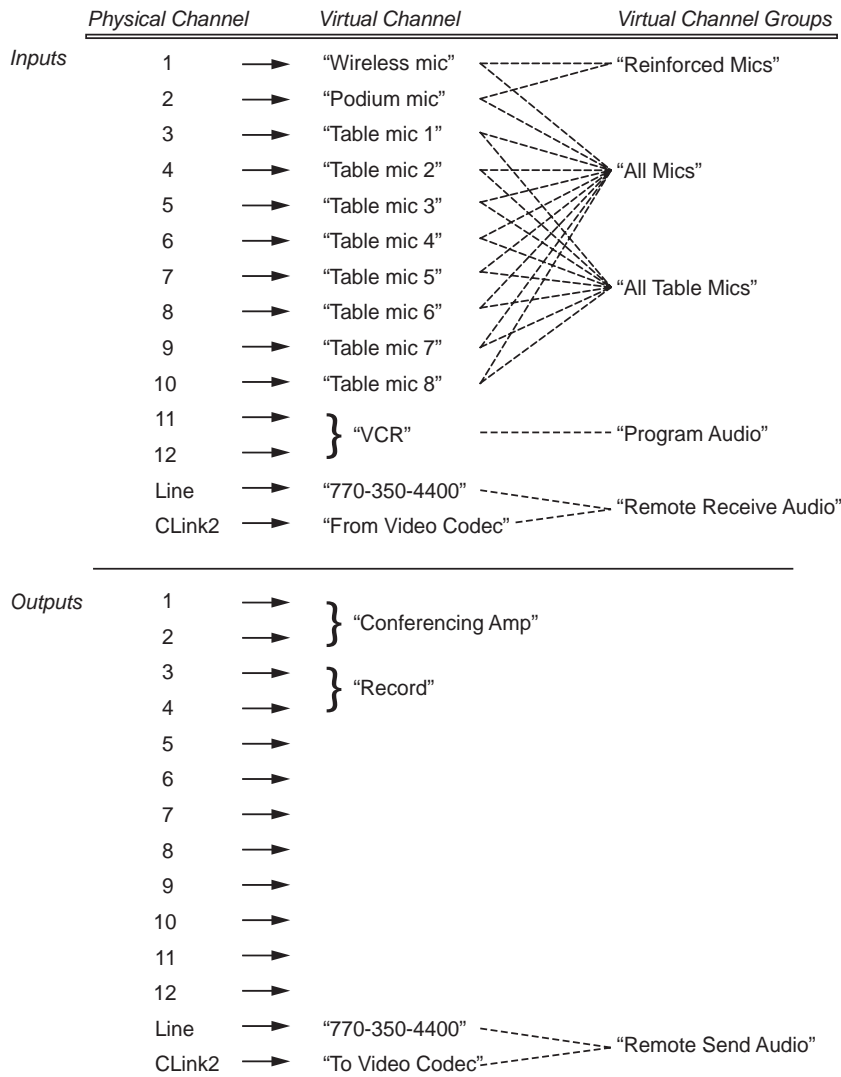 Physical Channel Virtual Channel Virtual Channel Groups
Inputs 1 “Wireless mic” “Reinforced Mics”
2 “Podium mic”
3 “Table mic 1”
4 “Table mic 2” “All Mics”
5 “Table mic 3”
6 “Table mic 4”
7 “Table mic 5” “All Table Mics”
8 “Table mic 6”
9 “Table mic 7”
10 “Table mic 8”
11
“VCR” “Program Audio”
12
Line “770-350-4400”
“Remote Receive Audio”
CLink2 “From Video Codec”
Outputs 1
“Conferencing Amp”
2
3
“Record”
4
5
6
7
8
9
10
11
12
Line “770-350-4400”
“Remote Send Audio”
CLink2 “To Video Codec”